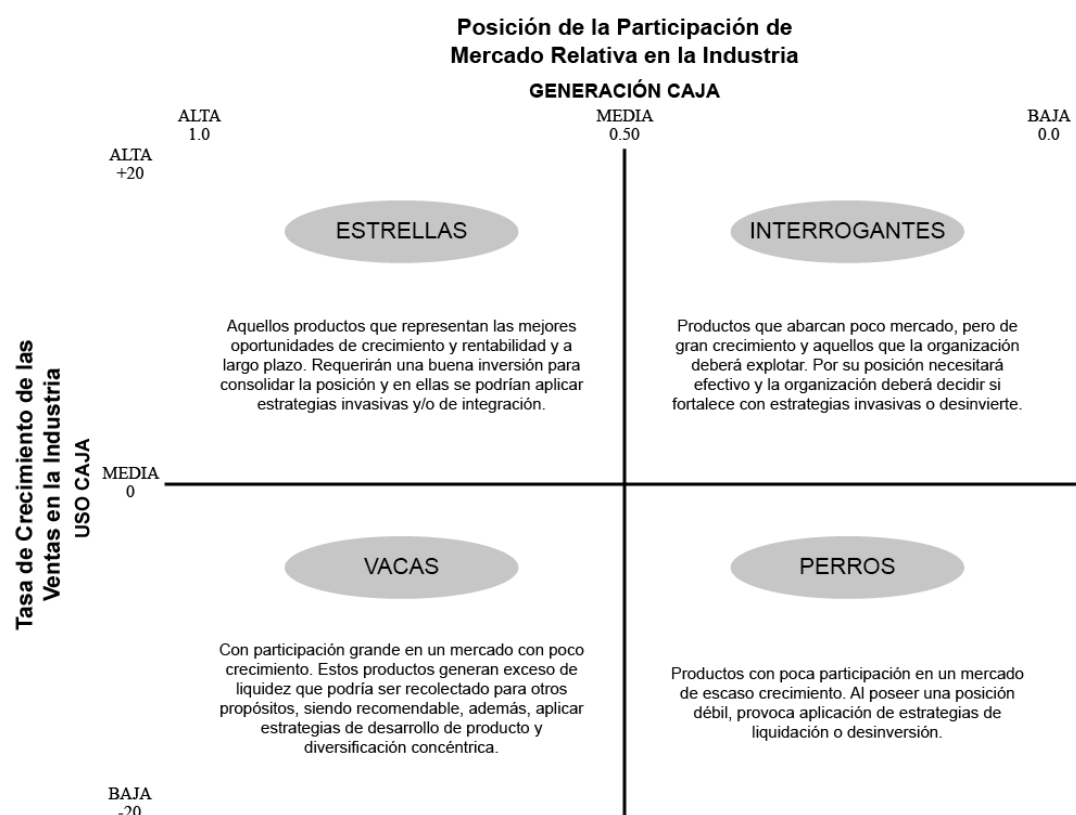 Posición de la Participación de
Mercado Relativa en la Industria
GENERACIÓN CAJA
ALTA
1.0
MEDIA
0.50
BAJA
0.0
ALTA
+20
ESTRELLAS
Aquellos productos que representan las mejores
oportunidades de crecimiento y rentabilidad y a
largo plazo. Requerirán una buena inversión para
consolidar la posición y en ellas se podrían aplicar
estrategias invasivas y/o de integración.
INTERROGANTES
Productos que abarcan poco mercado, pero de
gran crecimiento y aquellos que la organización
deberá explotar. Por su posición necesitará
efectivo y la organización deberá decidir si
fortalece con estrategias invasivas o desinvierte.
Tasa de Crecimiento de las
Ventas en la Industria
USO CAJA
MEDIA
0
VACAS
Con participación grande en un mercado con poco
crecimiento. Estos productos generan exceso de
liquidez que podría ser recolectado para otros
propósitos, siendo recomendable, además, aplicar
estrategias de desarrollo de producto y
diversificación concéntrica.
PERROS
Productos con poca participación en un mercado
de escaso crecimiento. Al poseer una posición
débil, provoca aplicación de estrategias de
liquidación o desinversión.
BAJA
-20